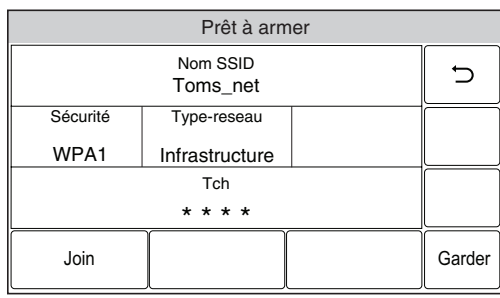 Prêt à armer
Nom SSID
Toms_net
Sécurité
Type-reseau
WPA1
Infrastructure
Tch
* * * *
Join
Garder